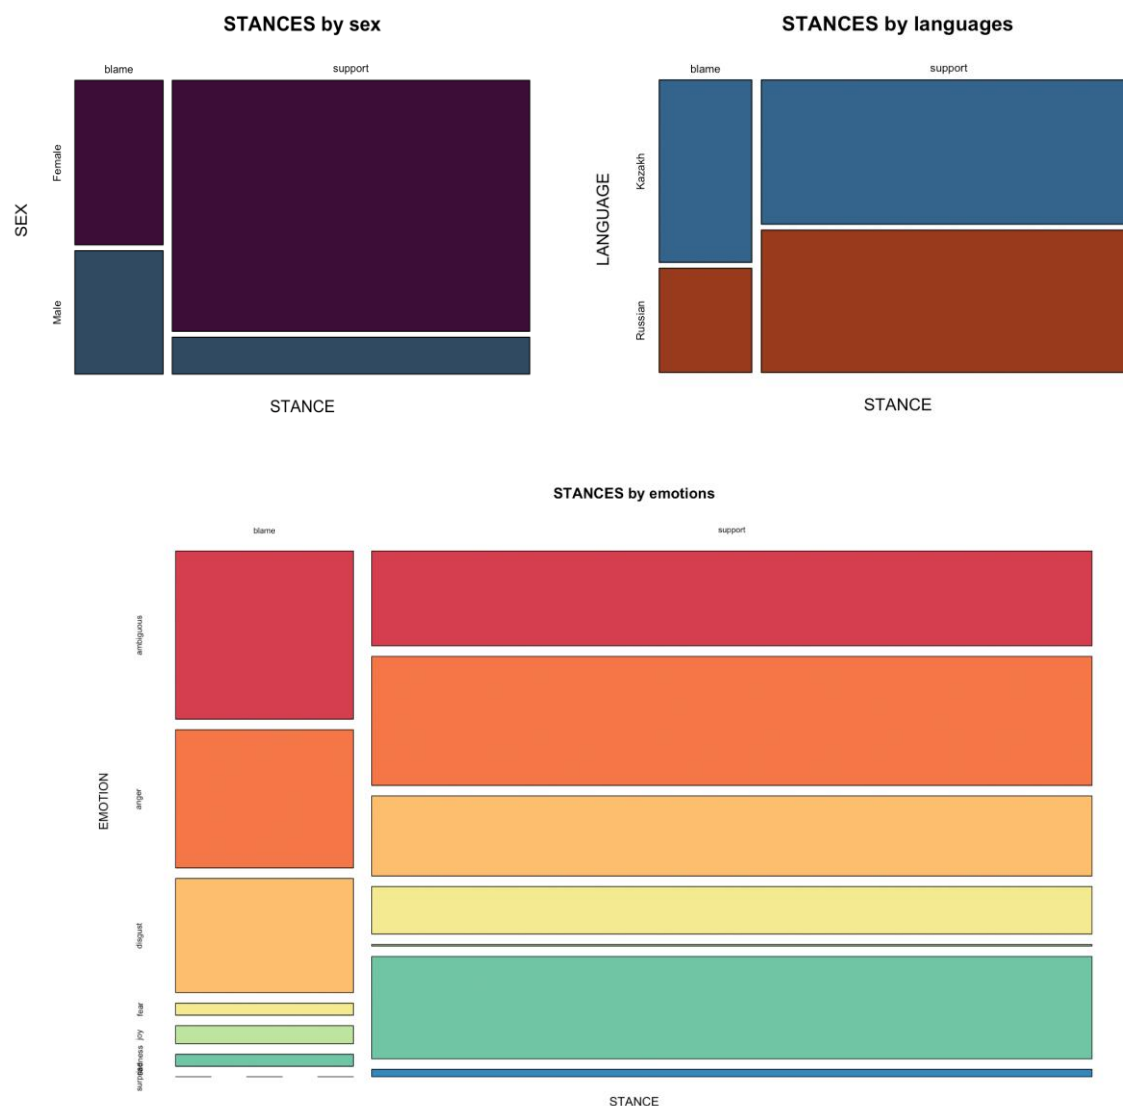 STANCES by sex
blame
support
Female
Male
SEX
STANCE
STANCES by languages
blame
support
Kazakh
Russian
LANGUAGE
STANCE
STANCES by emotions
blame
support
ambiguous
anger
disgust
fear
joy
EMOTION
STANCE